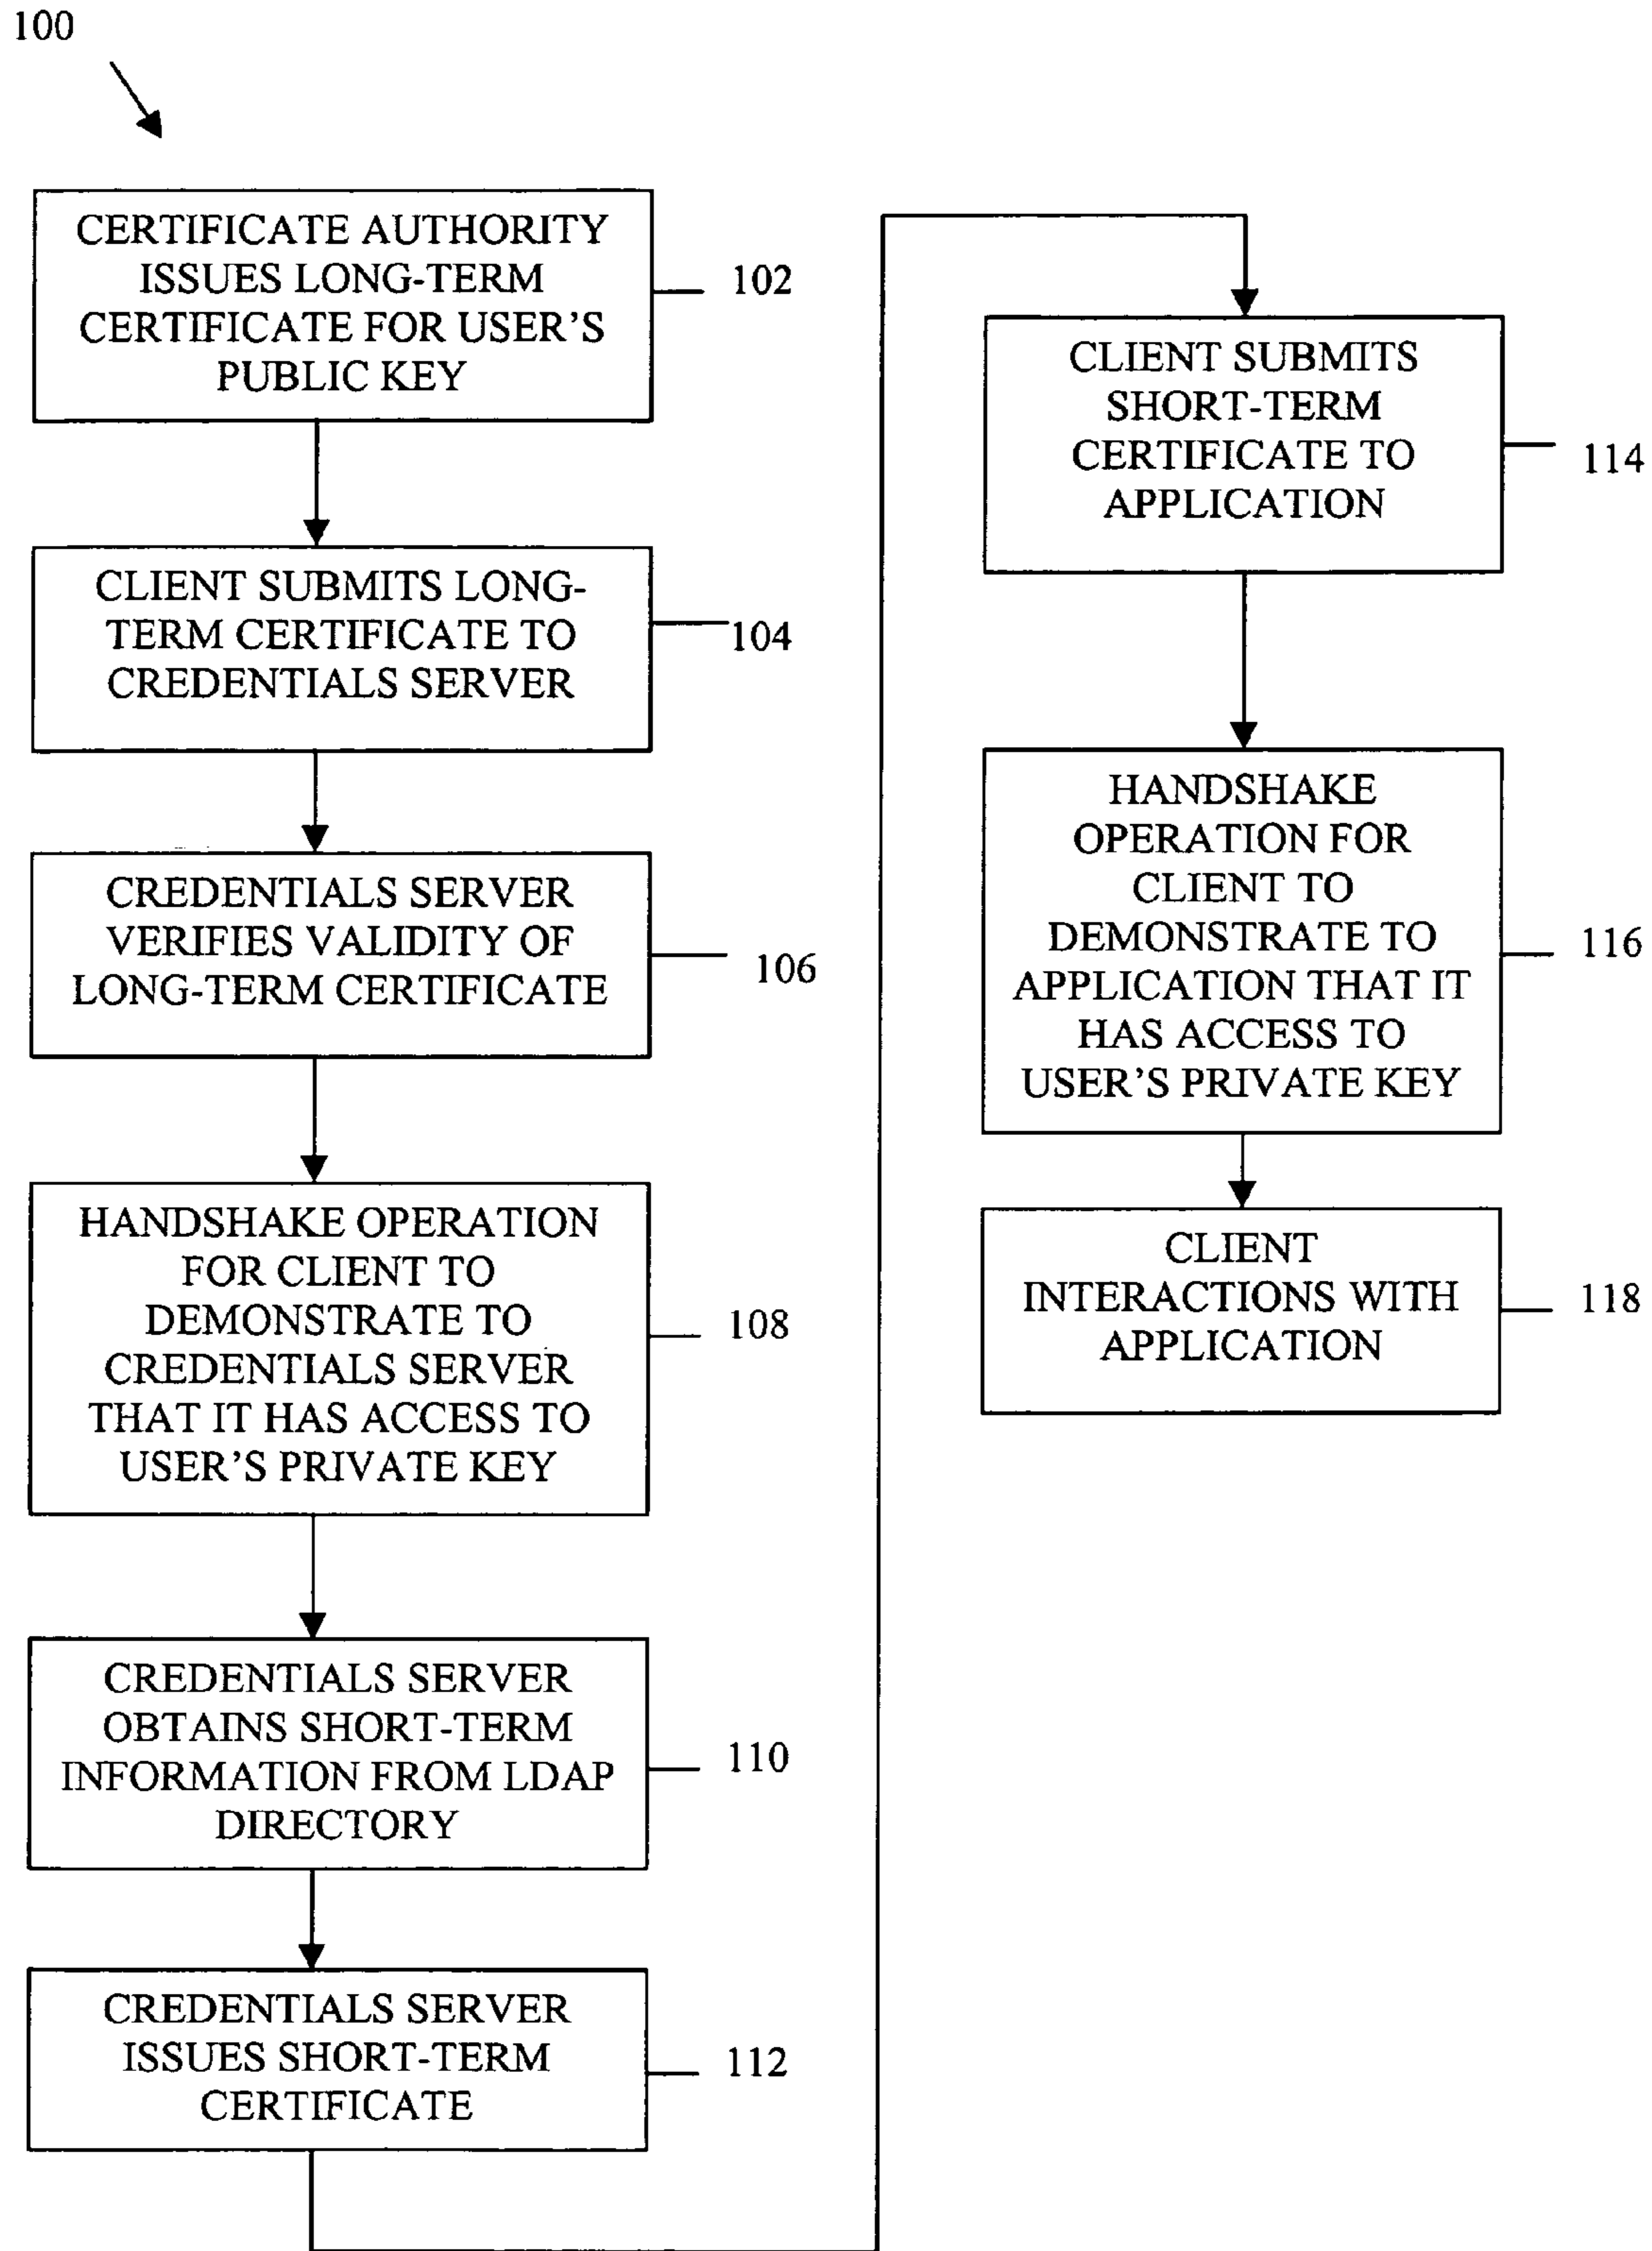 100
CERTIFICATE AUTHORITY
ISSUES LONG-TERM
CERTIFICATE FOR USER'S
PUBLIC KEY
102
CLIENT SUBMITS LONG-
TERM CERTIFICATE TO
CREDENTIALS SERVER
104
CREDENTIALS SERVER
VERIFIES VALIDITY OF
LONG-TERM CERTIFICATE
106
HANDSHAKE OPERATION
FOR CLIENT TO
DEMONSTRATE TO
CREDENTIALS SERVER
THAT IT HAS ACCESS TO
USER'S PRIVATE KEY
108
CREDENTIALS SERVER
OBTAINS SHORT-TERM
INFORMATION FROM LDAP
DIRECTORY
110
CREDENTIALS SERVER
ISSUES SHORT-TERM
CERTIFICATE
112
CLIENT SUBMITS
SHORT-TERM
CERTIFICATE TO
APPLICATION
114
HANDSHAKE
OPERATION FOR
CLIENT TO
DEMONSTRATE TO
APPLICATION THAT IT
HAS ACCESS TO
USER'S PRIVATE KEY
116
CLIENT
INTERACTIONS WITH
APPLICATION
118